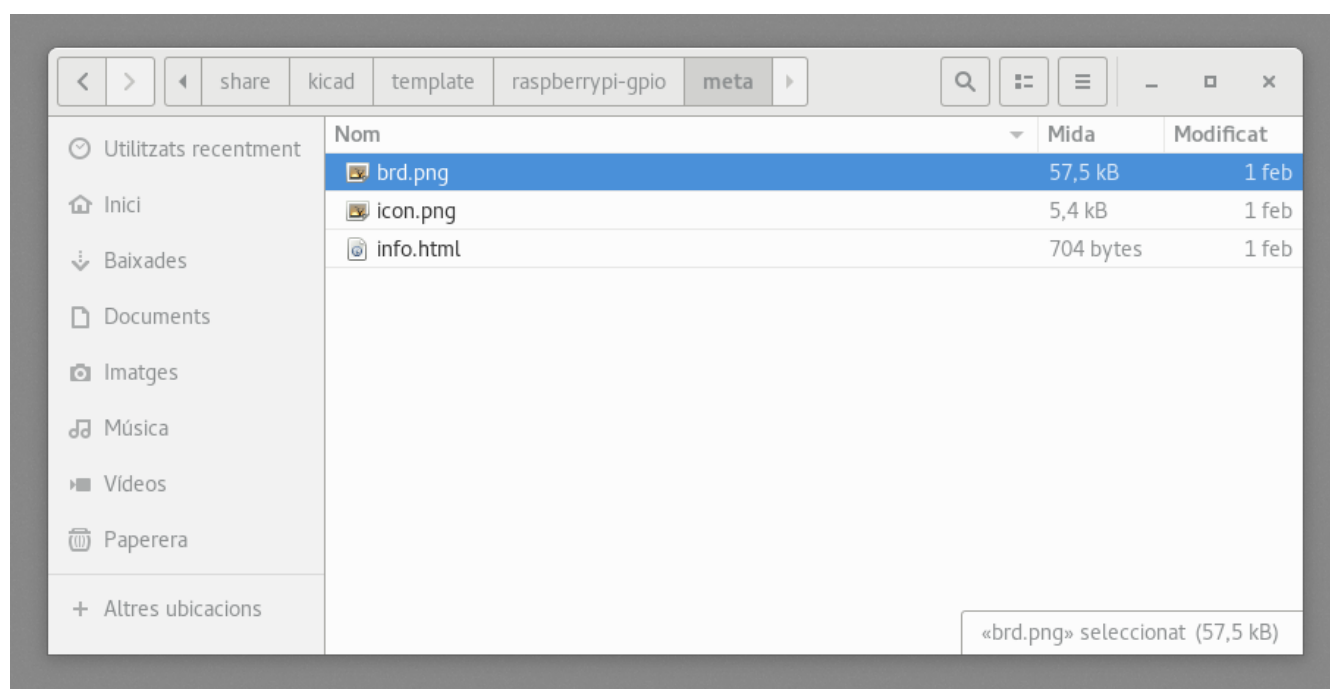 share kicad template raspberrypi-gpio meta
Nom Mida Modificat
Utilitzats recentment
Inici
Baixades
Documents
Imatges
Música
Vídeos
Paperera
Altres ubicacions
brd.png 57,5 kB 1 feb
icon.png 5,4 kB 1 feb
info.html 704 bytes 1 feb
«brd.png» seleccionat (57,5 kB)